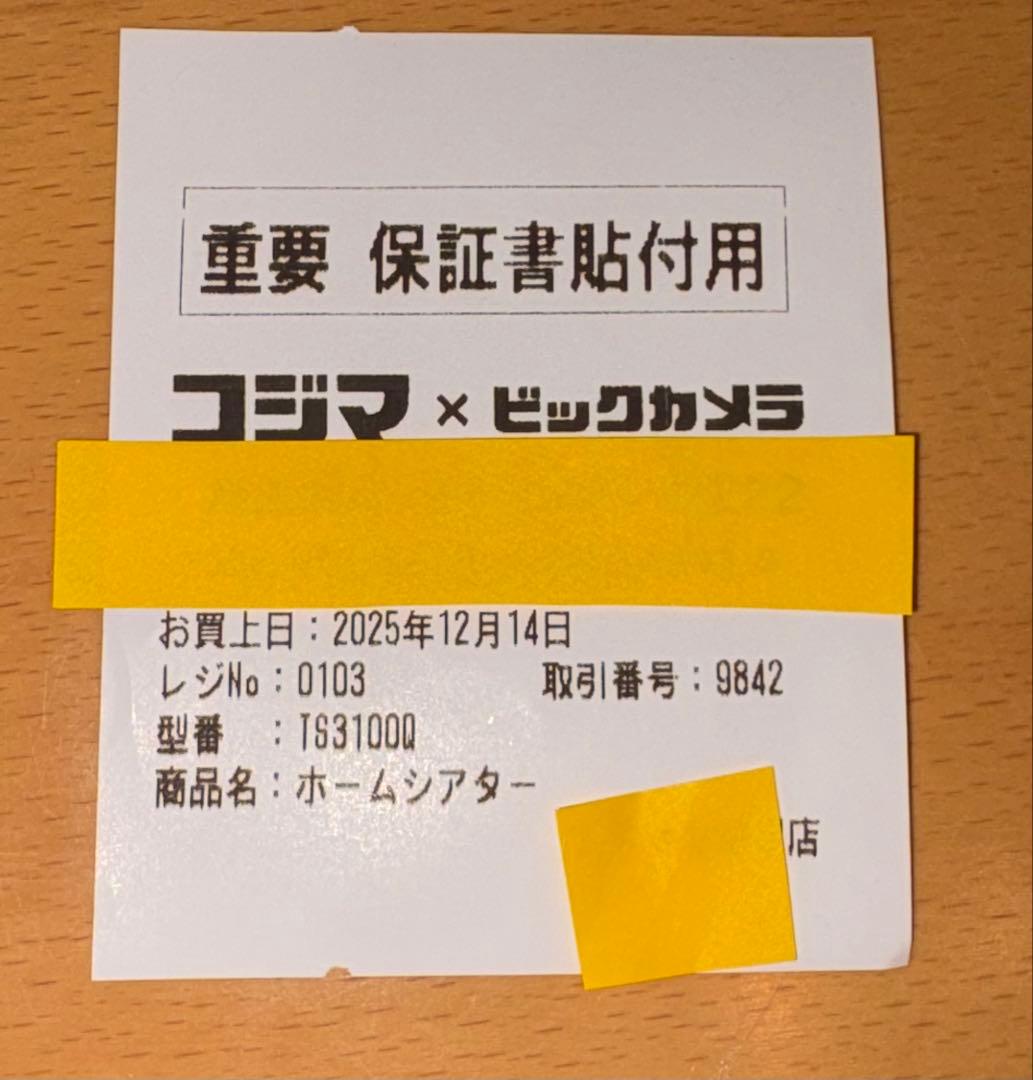 重要 保証書貼付用
コジマ×ビックカメラ
お買上日：2025年12月14日
レジNo：0103 取引番号：9842
型番 ：TS3100Q
商品名：ホームシアター
店